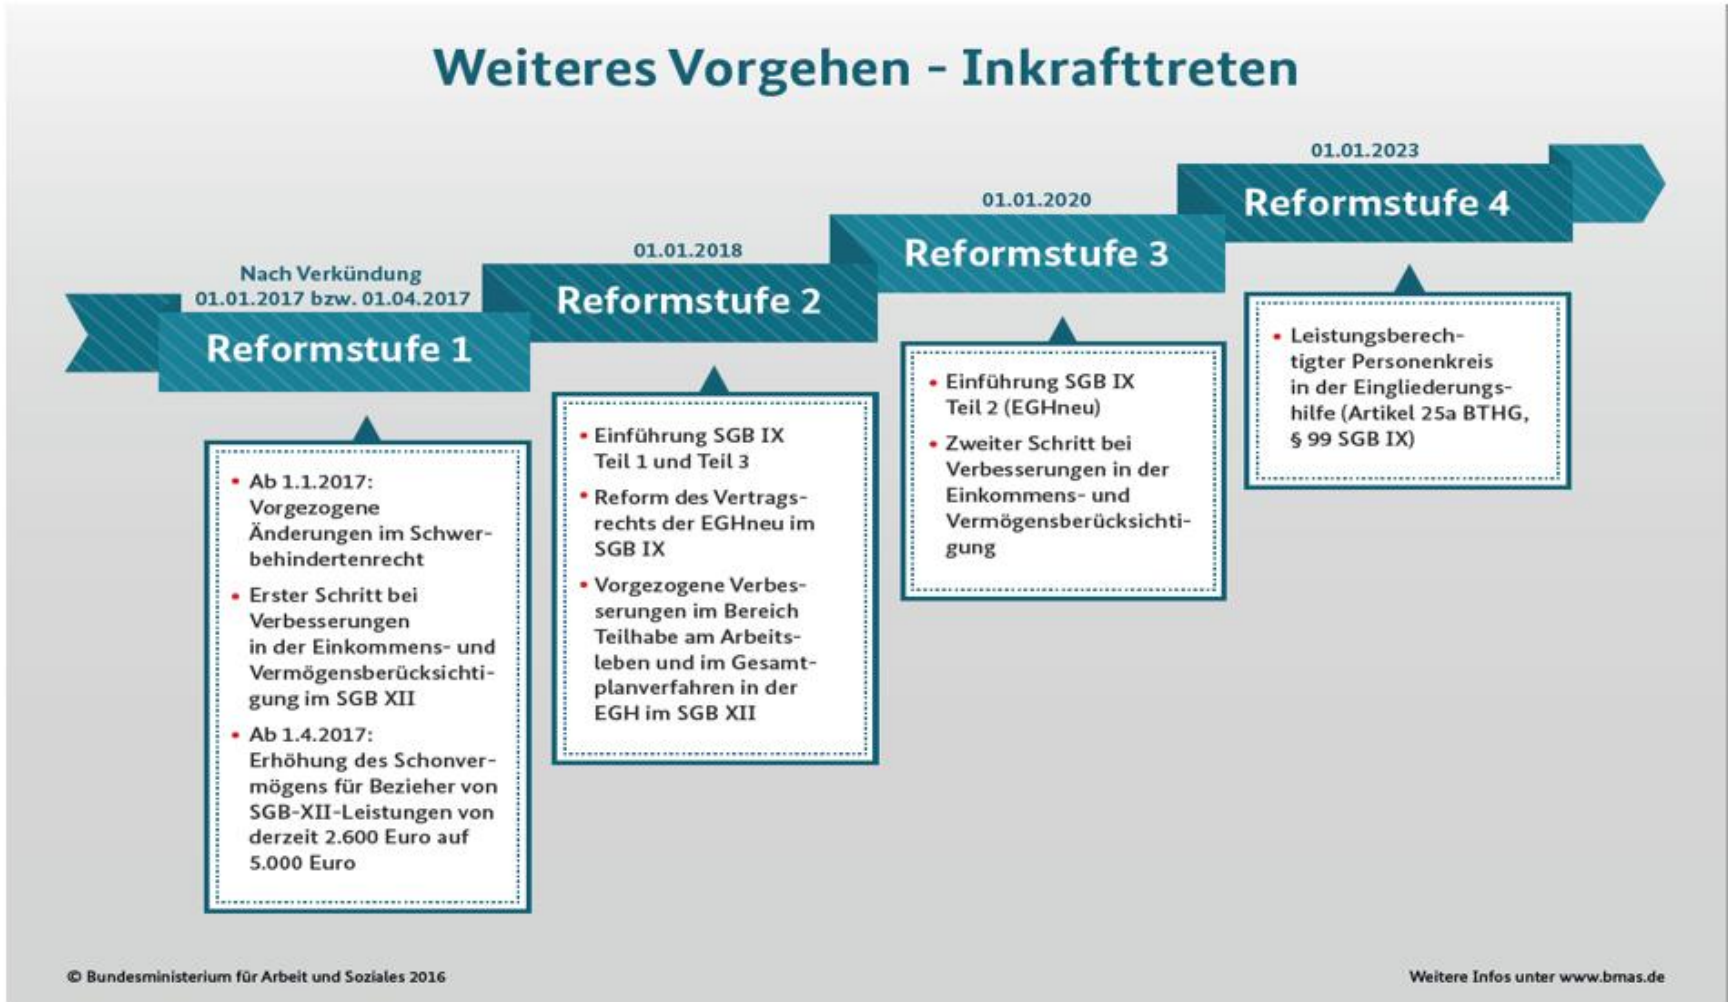 Weiteres Vorgehen - Inkrafttreten
Nach Verkündung
01.01.2017 bzw. 01.04.2017
Reformstufe 1
• Ab 1.1.2017:
Vorgezogene
Änderungen im Schwer-
behindertenrecht
• Erster Schritt bei
Verbesserungen
in der Einkommens- und
Vermögensberücksichti-
gung im SGB XII
• Ab 1.4.2017:
Erhöhung des Schonver-
mögens für Bezieher von
SGB-XII-Leistungen von
derzeit 2.600 Euro auf
5.000 Euro
01.01.2018
Reformstufe 2
• Einführung SGB IX
Teil 1 und Teil 3
• Reform des Vertrags-
rechts der EGHneu im
SGB IX
• Vorgezogene Verbes-
serungen im Bereich
Teilhabe am Arbeits-
leben und im Gesamt-
planverfahren in der
EGH im SGB XII
01.01.2020
Reformstufe 3
• Einführung SGB IX
Teil 2 (EGHneu)
• Zweiter Schritt bei
Verbesserungen in der
Einkommens- und
Vermögensberücksichti-
gung
01.01.2023
Reformstufe 4
• Leistungsberech-
tigter Personenkreis
in der Eingliederungs-
hilfe (Artikel 25a BTHG,
§ 99 SGB IX)
© Bundesministerium für Arbeit und Soziales 2016
Weitere Infos unter www.bmas.de